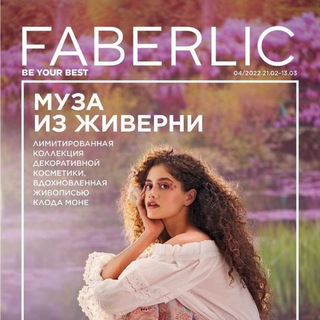 FABERLIC
BE YOUR BEST
04/2022 21.02-13.03
МУЗА
ИЗ ЖИВЕРНИ
ЛИМИТИРОВАННАЯ
КОЛЛЕКЦИЯ
ДЕКОРАТИВНОЙ
КОСМЕТИКИ,
ВДОХНОВЛЕННАЯ
ЖИВОПИСЬЮ
КЛОДА МОНЕ